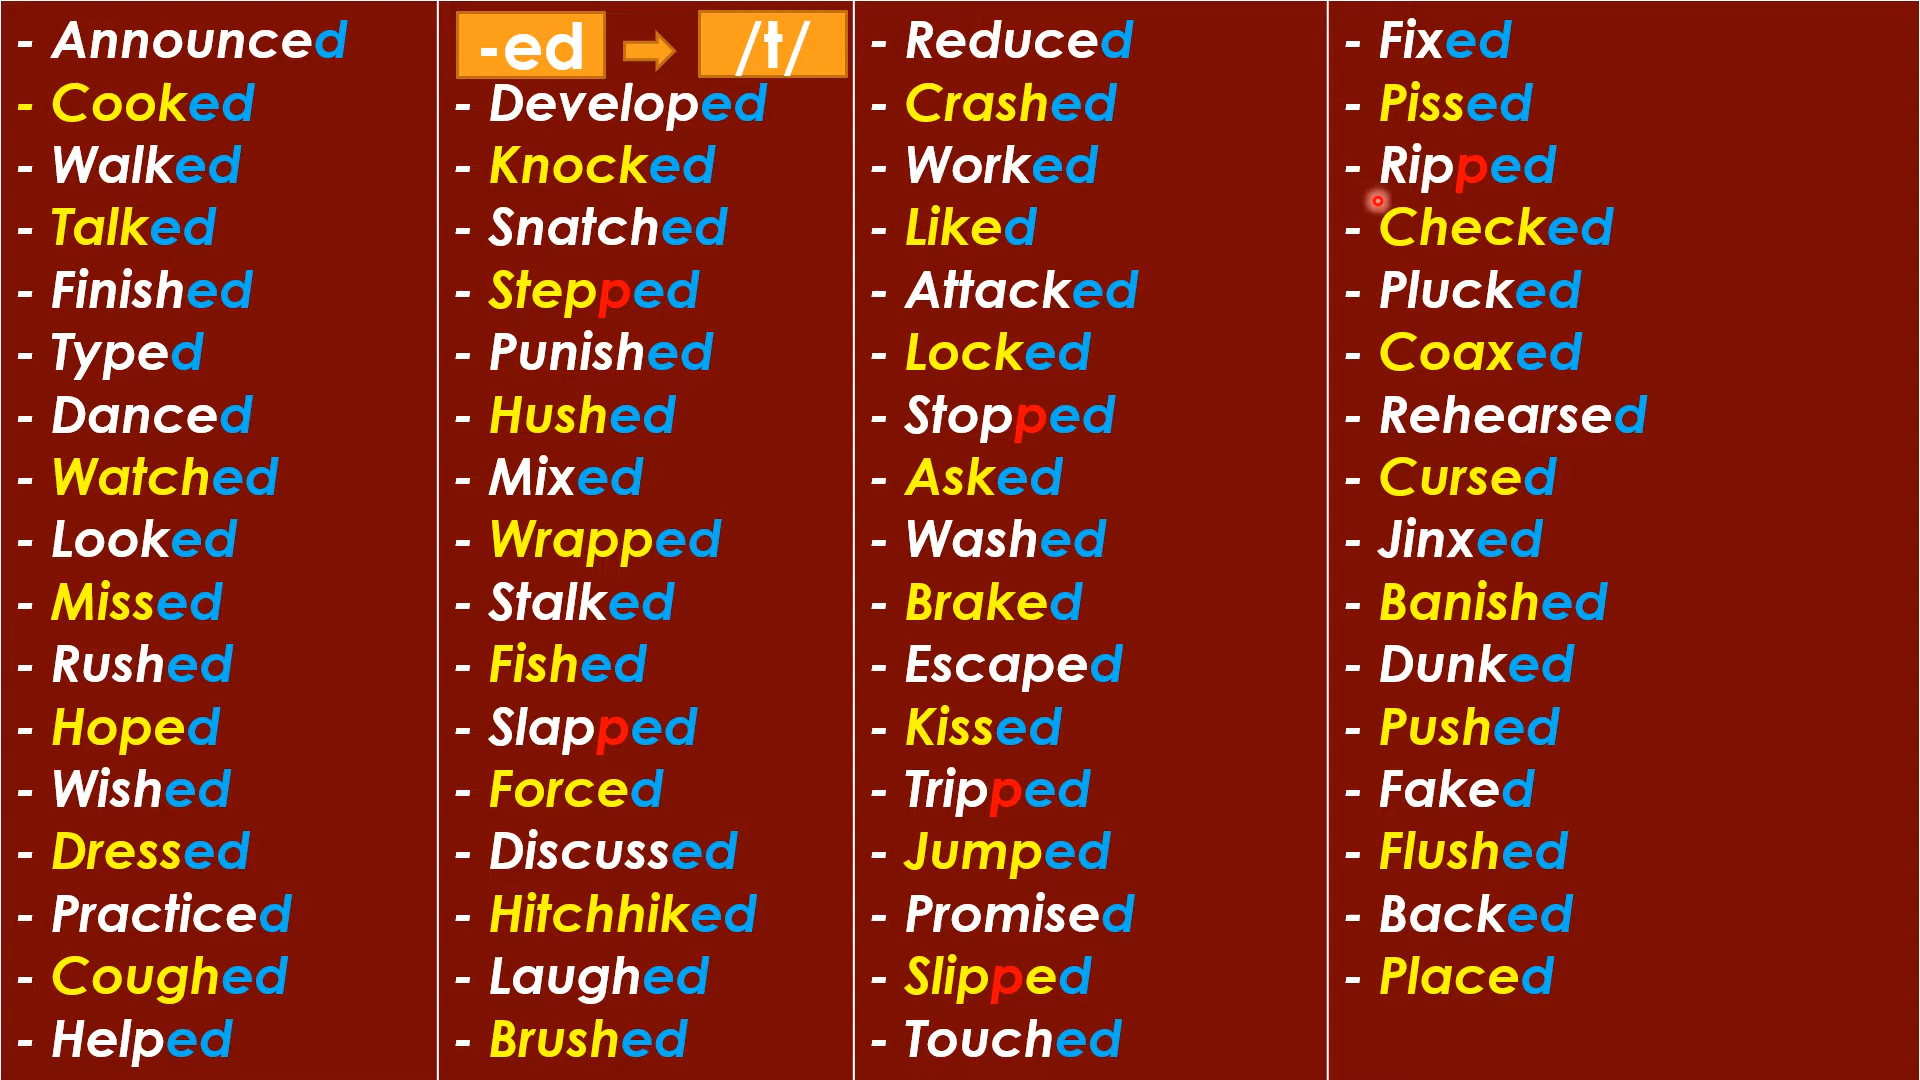 - Announced
- Cooked
- Walked
- Talked
- Finished
- Typed
- Danced
- Watched
- Looked
- Missed
- Rushed
- Hoped
- Wished
- Dressed
- Practiced
- Coughed
- Helped
-ed /t/
- Developed
- Knocked
- Snatched
- Stepped
- Punished
- Hushed
- Mixed
- Wrapped
- Stalked
- Fished
- Slapped
- Forced
- Discussed
- Hitchhiked
- Laughed
- Brushed
- Reduced
- Crashed
- Worked
- Liked
- Attacked
- Locked
- Stopped
- Asked
- Washed
- Braked
- Escaped
- Kissed
- Tripped
- Jumped
- Promised
- Slipped
- Touched
- Fixed
- Pissed
- Ripped
- Checked
- Plucked
- Coaxed
- Rehearsed
- Cursed
- Jinxed
- Banished
- Dunked
- Pushed
- Faked
- Flushed
- Backed
- Placed